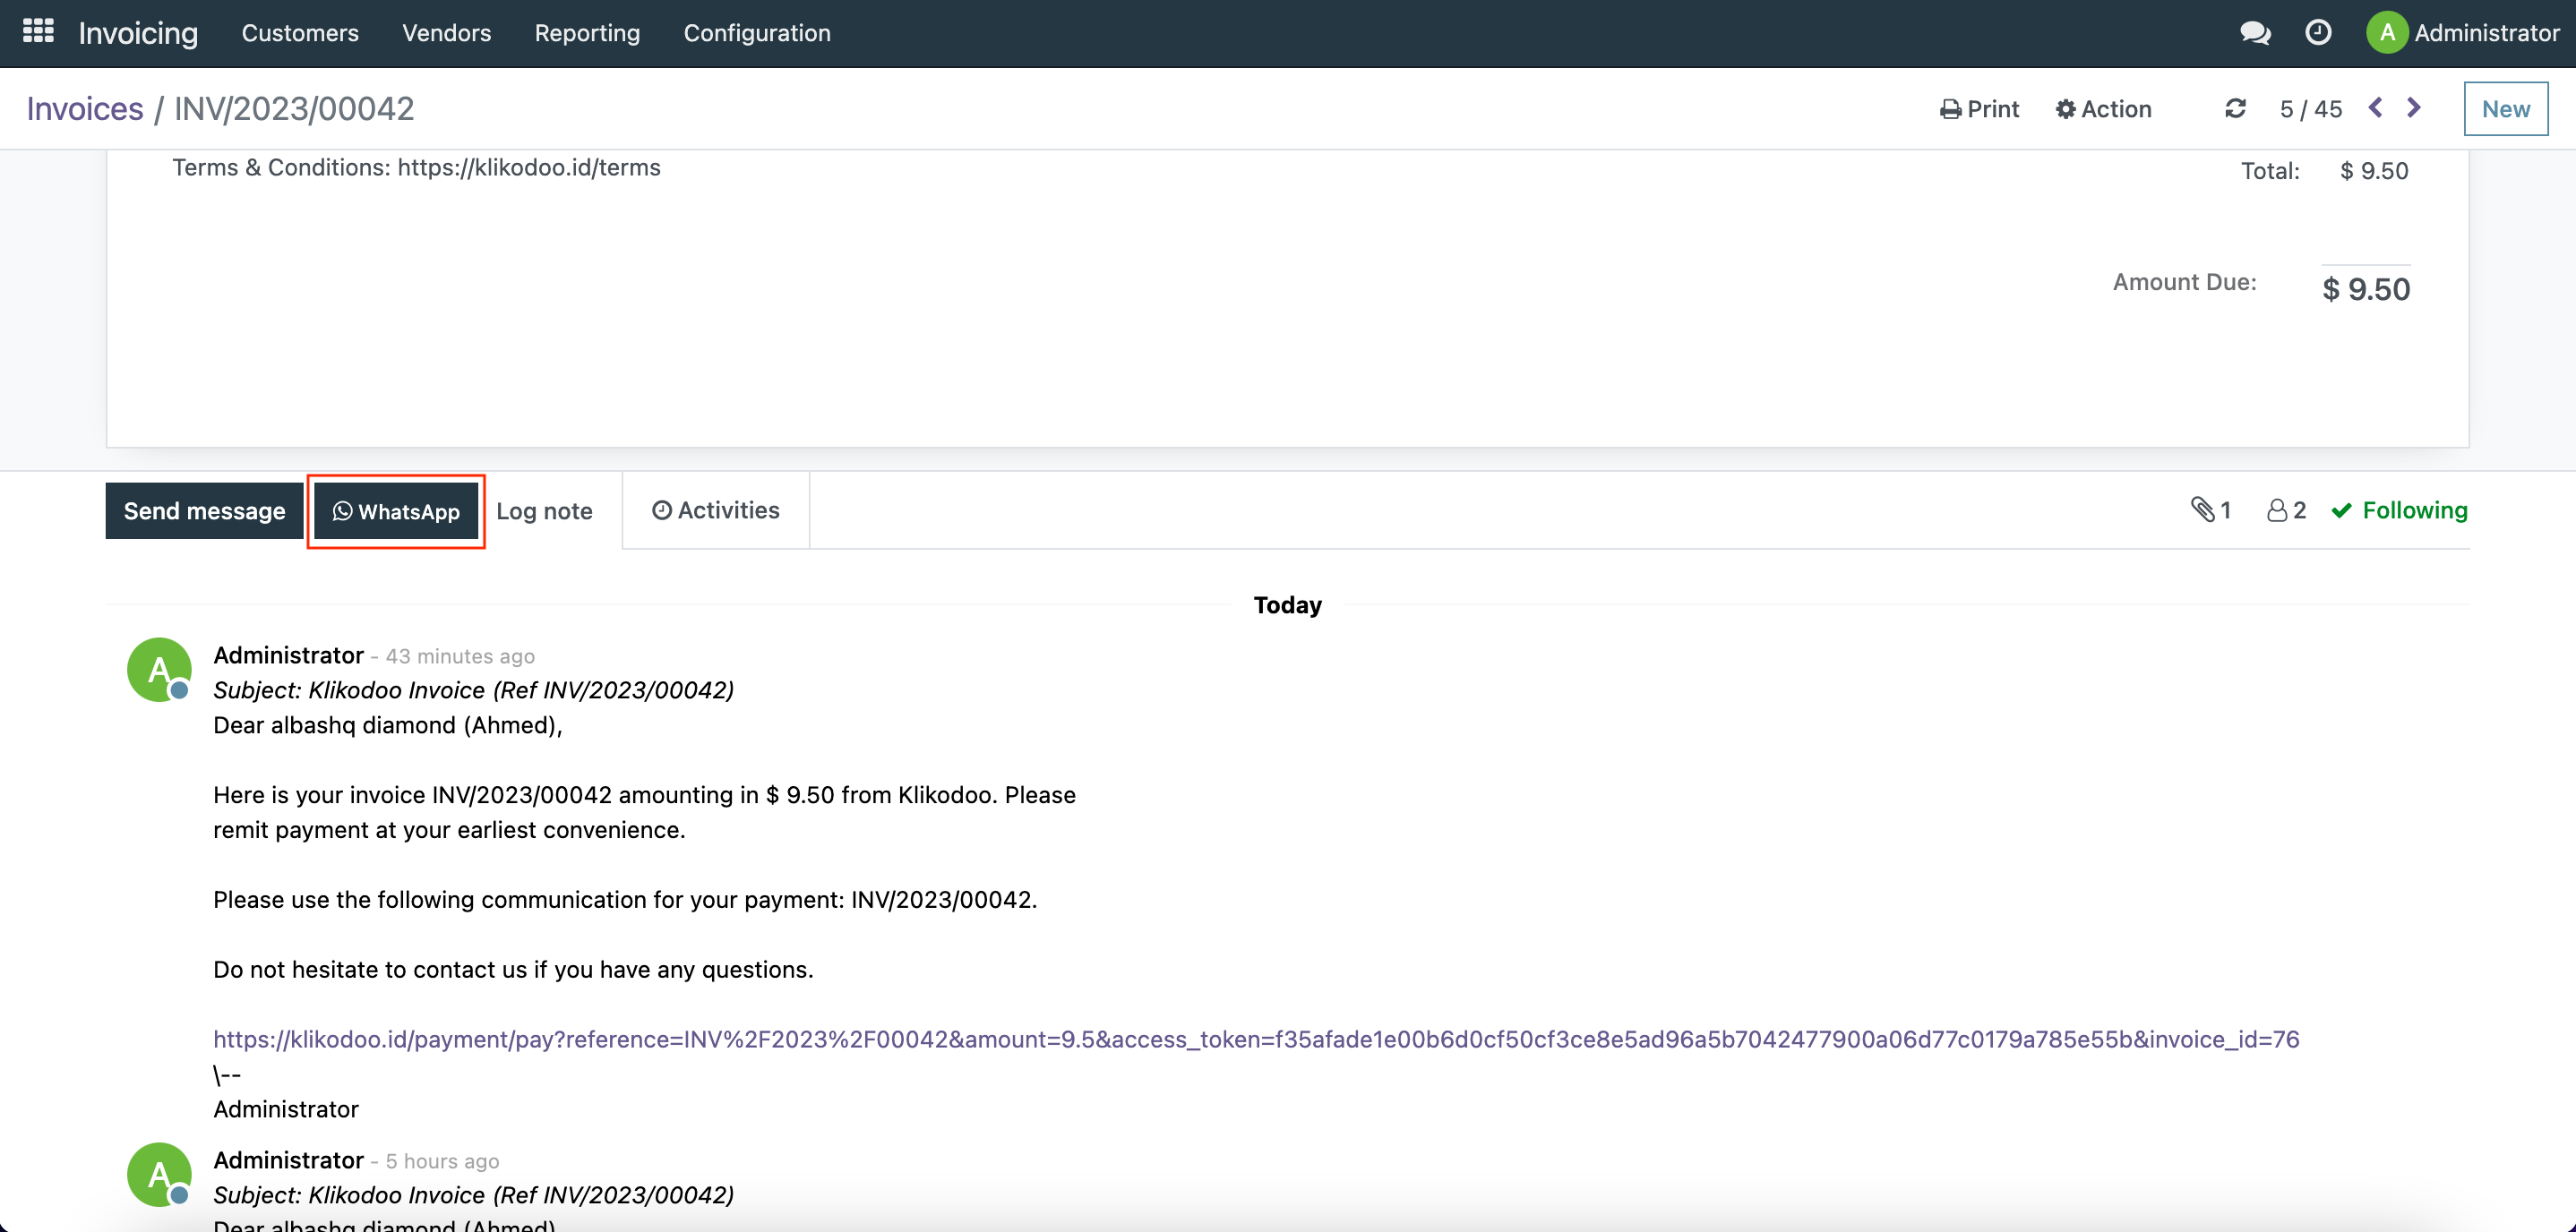 Invoicing Customers Vendors Reporting Configuration A Administrator
Invoices / INV/2023/00042 Print Action 5 / 45 New
Terms & Conditions: https://klikodoo.id/terms Total: $ 9.50
Amount Due: $ 9.50
Send message WhatsApp Log note Activities 1 2 Following
Today
A Administrator - 43 minutes ago
Subject: Klikodoo Invoice (Ref INV/2023/00042)
Dear albashq diamond (Ahmed),
Here is your invoice INV/2023/00042 amounting in $ 9.50 from Klikodoo. Please
remit payment at your earliest convenience.
Please use the following communication for your payment: INV/2023/00042.
Do not hesitate to contact us if you have any questions.
https://klikodoo.id/payment/pay?reference=INV%2F2023%2F00042&amount=9.5&access_token=f35afade1e00b6d0cf50cf3ce8e5ad96a5b7042477900a06d77c0179a785e55b&invoice_id=76
\--
Administrator
A Administrator - 5 hours ago
Subject: Klikodoo Invoice (Ref INV/2023/00042)
Dear albashq diamond (Ahmed)